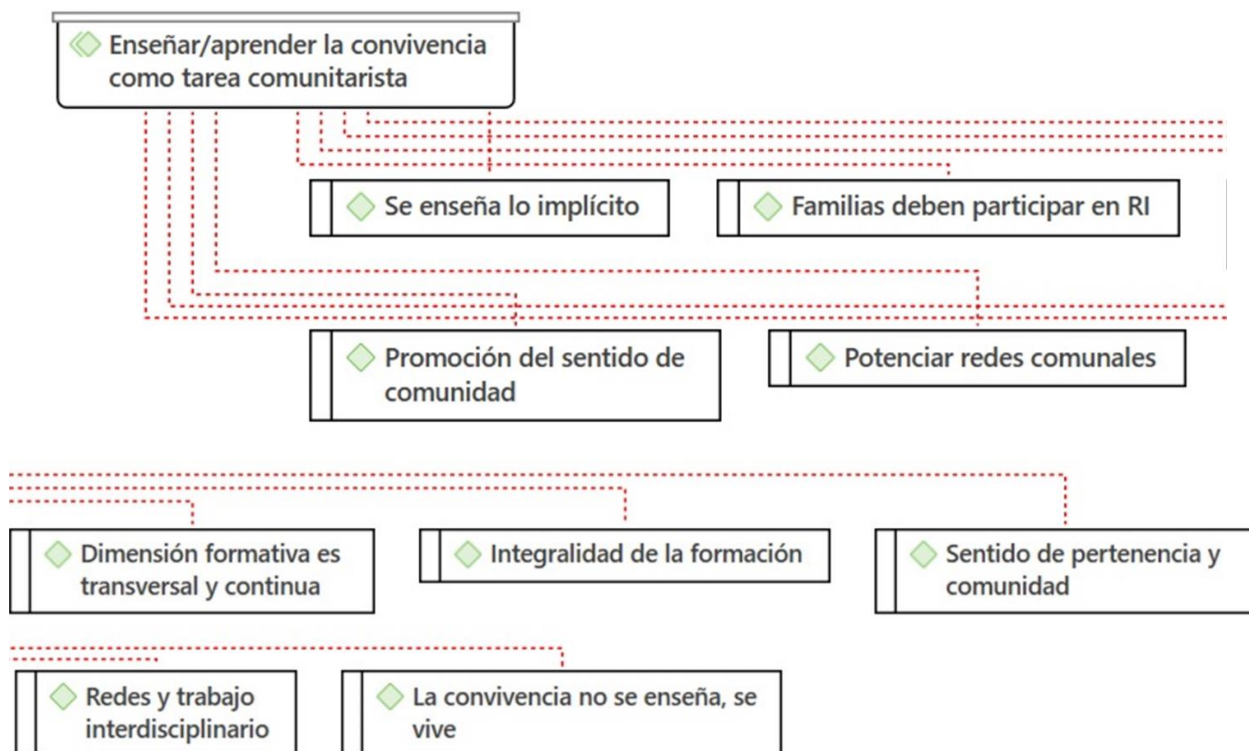 Enseñar/aprender la convivencia
como tarea comunitarista
Se enseña lo implícito
Familias deben participar en RI
Promoción del sentido de
comunidad
Potenciar redes comunales
Dimensión formativa es
transversal y continua
Integralidad de la formación
Sentido de pertenencia y
comunidad
Redes y trabajo
interdisciplinario
La convivencia no se enseña, se
vive